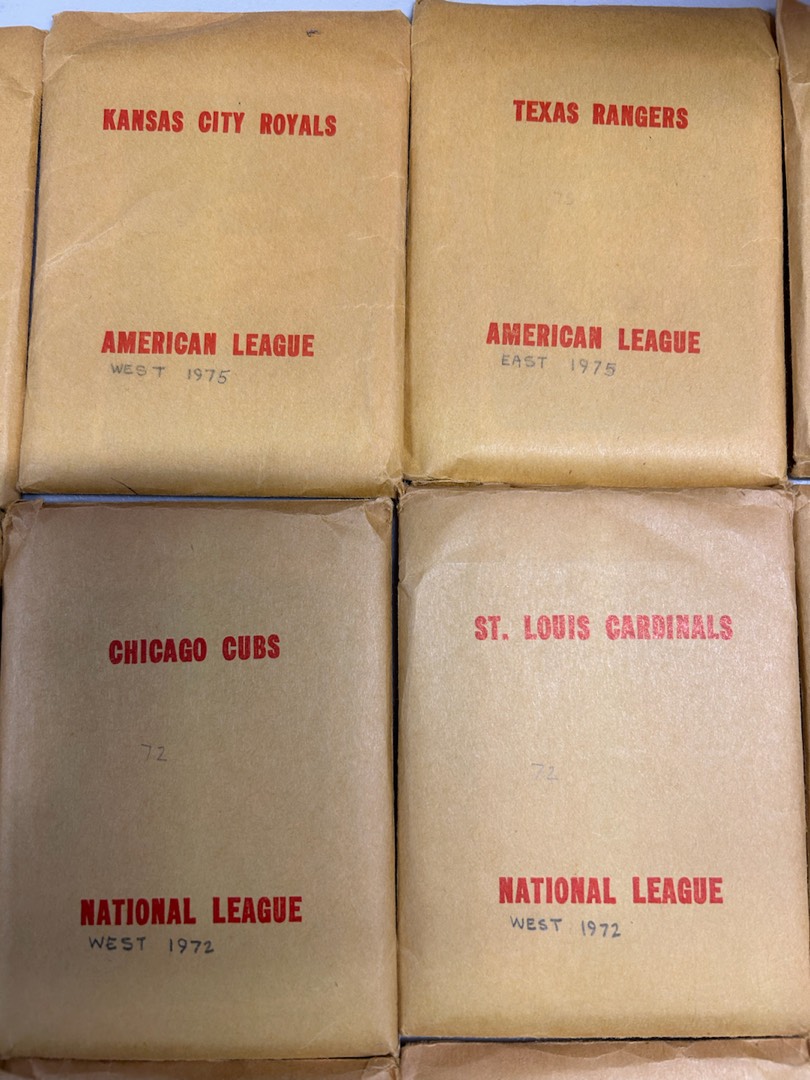 KANSAS CITY ROYALS
AMERICAN LEAGUE
WEST 1975
TEXAS RANGERS
75
AMERICAN LEAGUE
EAST 1975
CHICAGO CUBS
72
NATIONAL LEAGUE
WEST 1972
ST. LOUIS CARDINALS
72
NATIONAL LEAGUE
WEST 1972